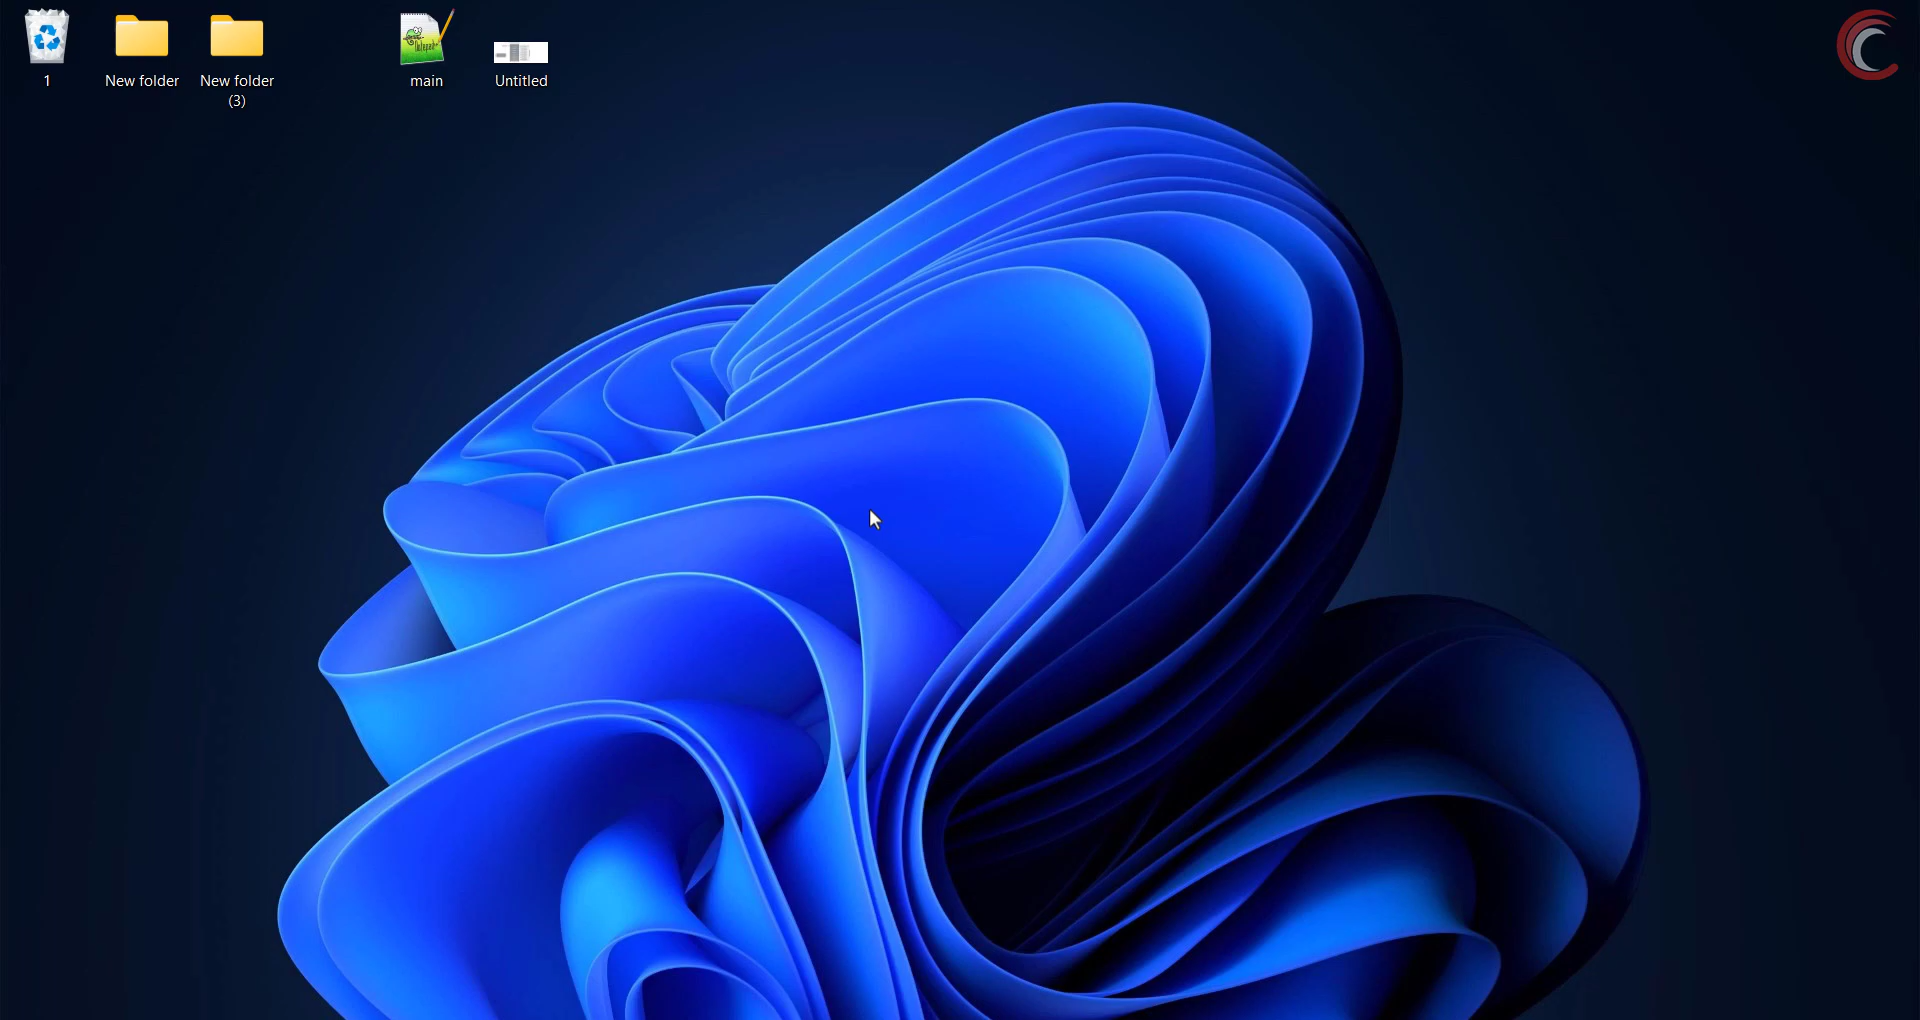 1
New folder
New folder
(3)
main
Untitled